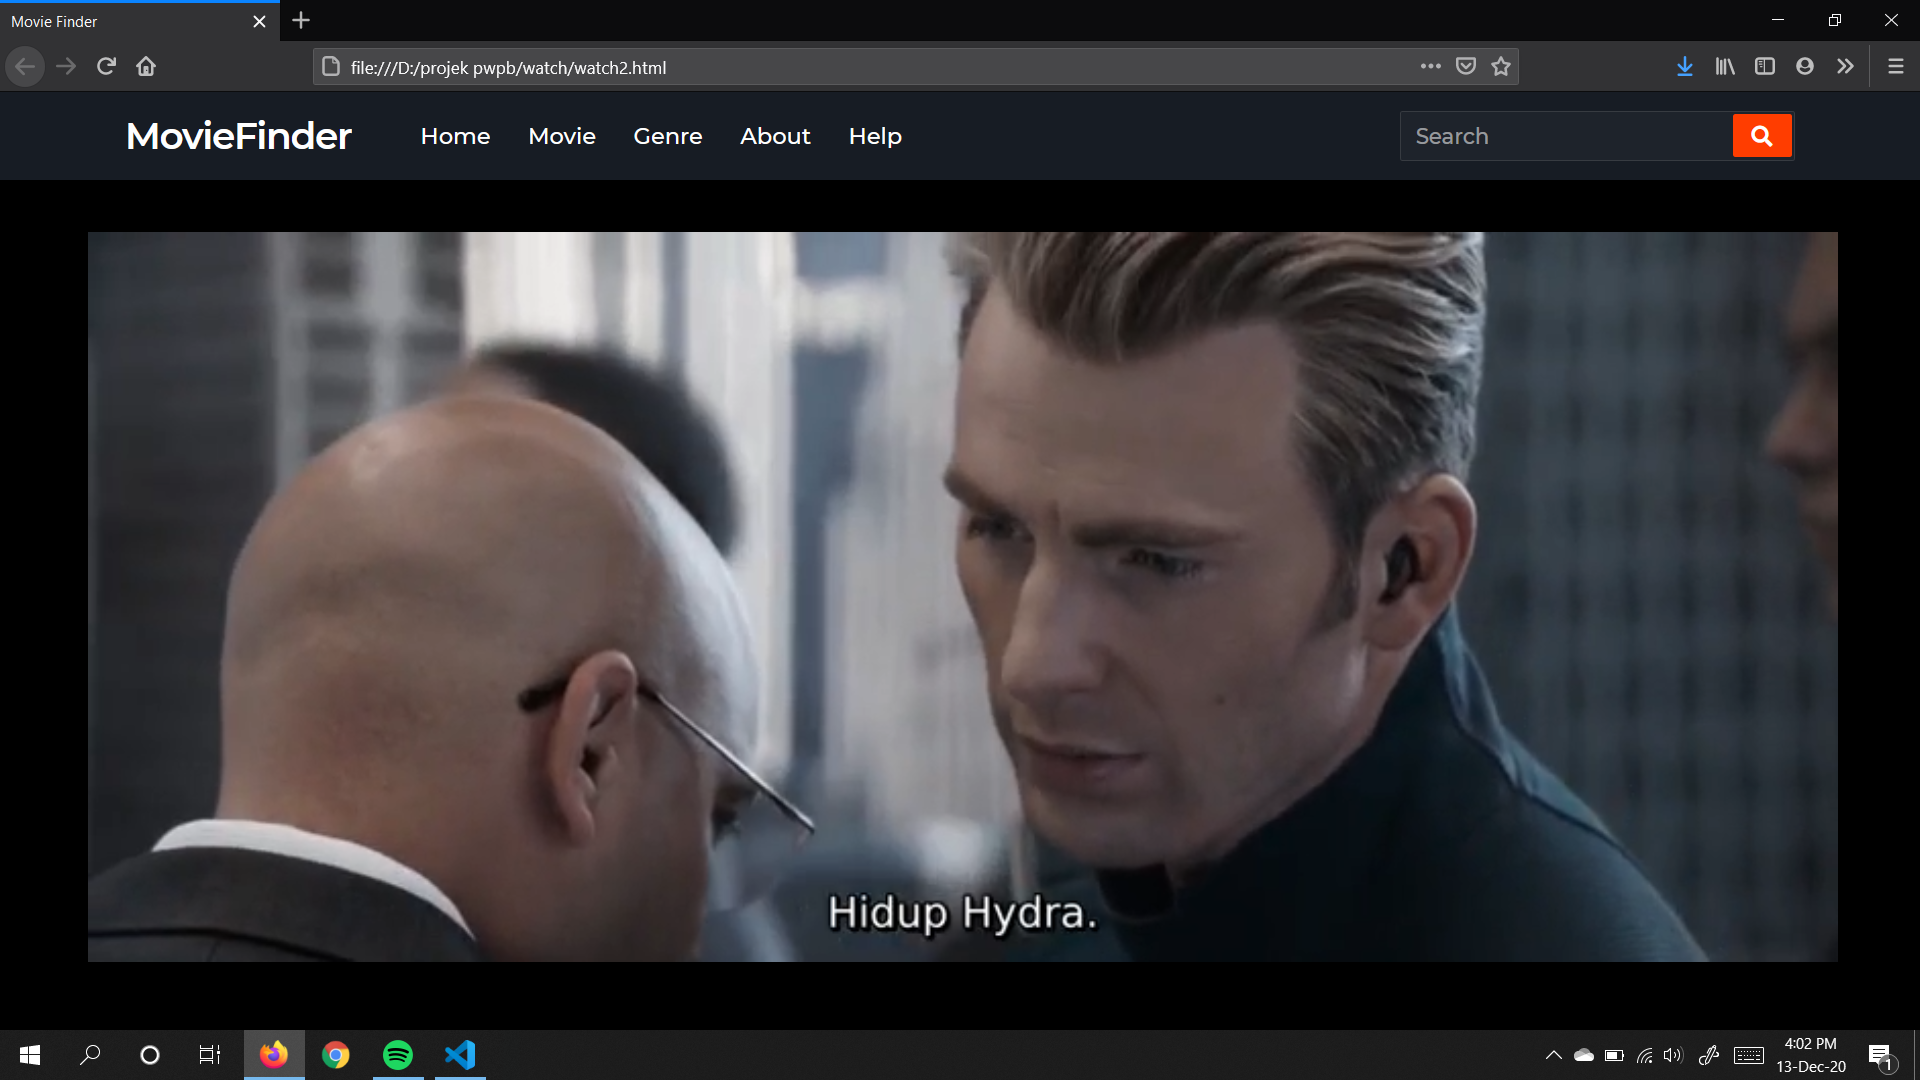 Movie Finder
file:///D:/projek pwpb/watch/watch2.html
MovieFinder
Home
Movie
Genre
About
Help
Search
Hidup Hydra.
4:02 PM
13-Dec-20
1